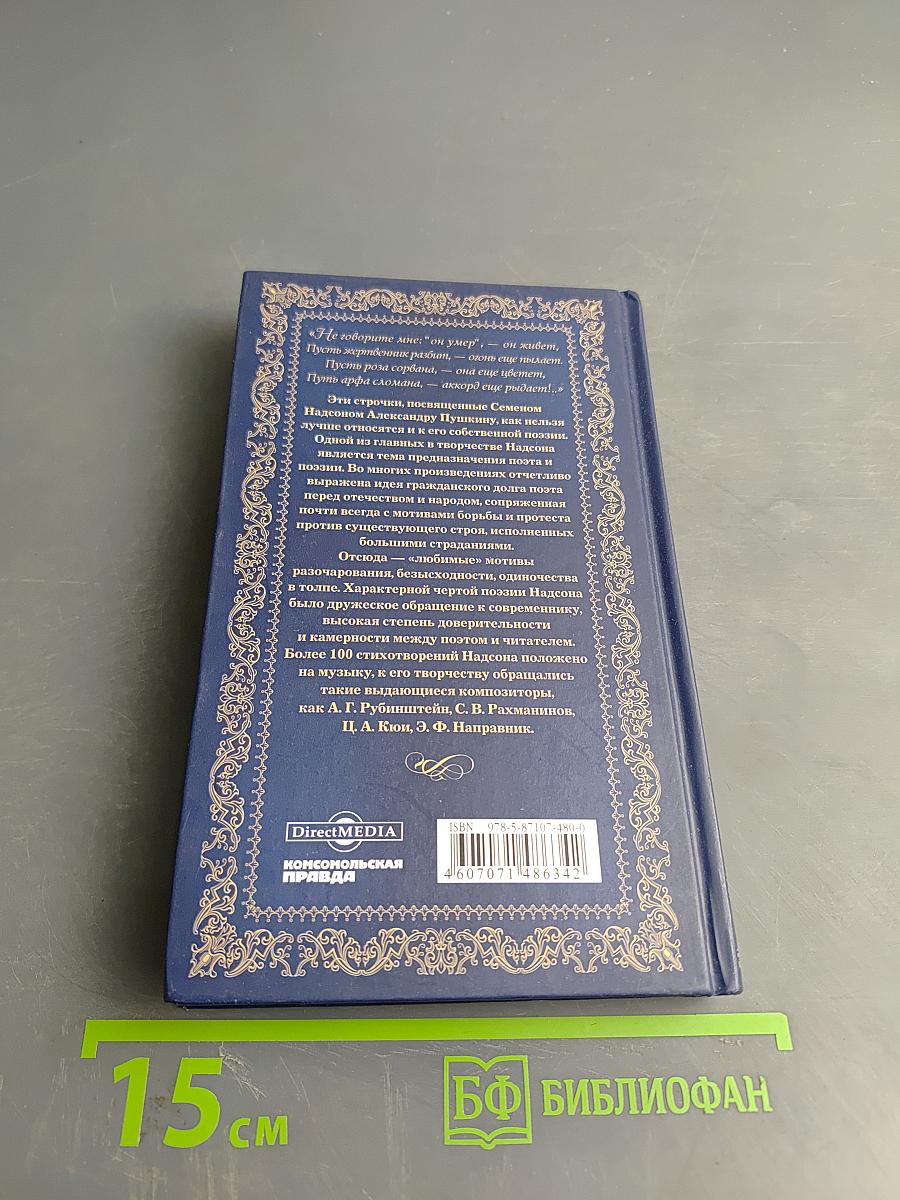 «Не говорите мне: "он умер", — он живет,
Пусть жертвенник разбит, — огонь еще пылает.
Пусть роза сорвана, — она еще цветет,
Путь арфа сломана, — аккорд еще рыдает!..»
Эти строчки, посвященные Семеном
Надсоном Александру Пушкину, как нельзя
лучше относятся и к его собственной поэзии.
Одной из главных в творчестве Надсона
является тема предназначения поэта и
поэзии. Во многих произведениях отчетливо
выражена идея гражданского долга поэта
перед отечеством и народом, сопряженная
почти всегда с мотивами борьбы и протеста
против существующего строя, исполненных
большими страданиями.
Отсюда — «любимые» мотивы
разочарования, безысходности, одиночества
в толпе. Характерной чертой поэзии Надсона
было дружеское обращение к современнику,
высокая степень доверительности
и камерности между поэтом и читателем.
Более 100 стихотворений Надсона положено
на музыку, к его творчеству обращались
такие выдающиеся композиторы,
как А. Г. Рубинштейн, С. В. Рахманинов,
Ц. А. Кюи, Э. Ф. Направник.
DirectMEDIA
КОМСОМОЛЬСКАЯ
ПРАВДА
ISBN 978-5-87107-480-0
4 607071 486342
15 см
БФ БИБЛИОФАН